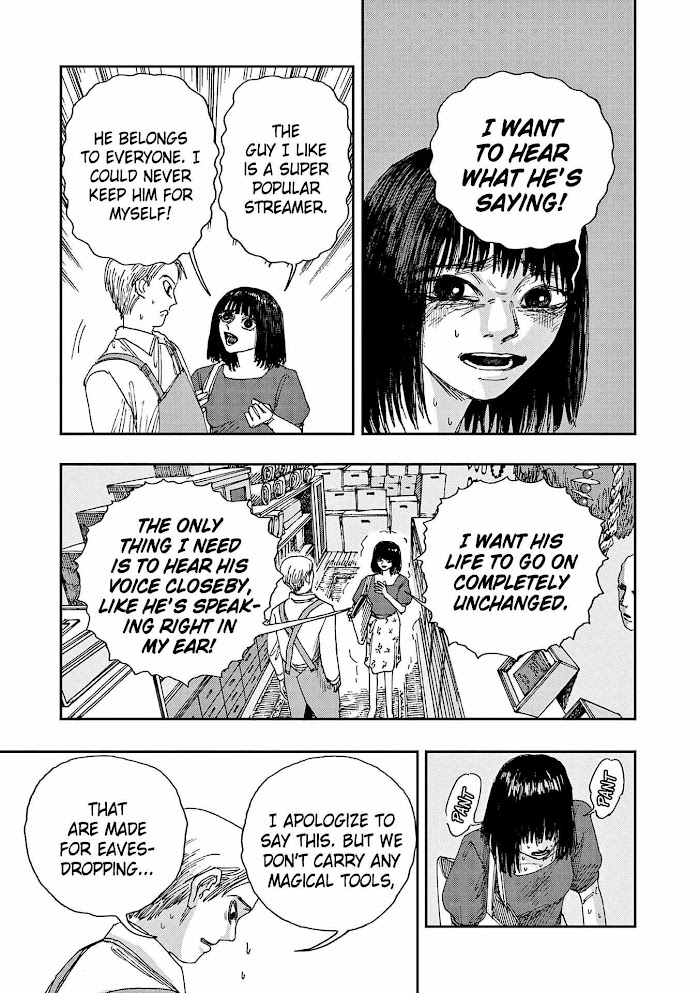 I WANT
TO HEAR
WHAT HE'S
SAYING!
THE
GUY I LIKE
IS A SUPER
POPULAR
STREAMER.
HE BELONGS
TO EVERYONE. I
COULD NEVER
KEEP HIM FOR
MYSELF!
I WANT HIS
LIFE TO GO ON
COMPLETELY
UNCHANGED.
THE ONLY
THING I NEED
IS TO HEAR HIS
VOICE CLOSEBY,
LIKE HE'S SPEAK-
ING RIGHT IN
MY EAR!
PANT
PANT
I APOLOGIZE TO
SAY THIS. BUT WE
DON'T CARRY ANY
MAGICAL TOOLS,
THAT
ARE MADE
FOR EAVES-
DROPPING...